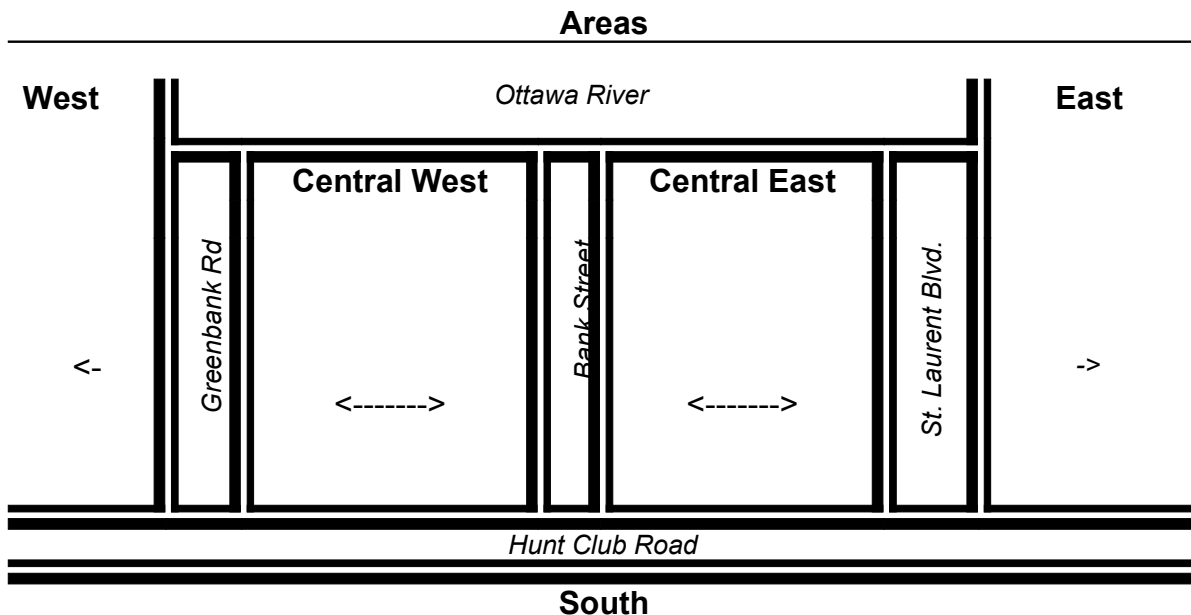 Areas
West
Ottawa River
East
Central West
Central East
Greenbank Rd
Bank Street
St. Laurent Blvd.
<-
->
<------->
<------->
Hunt Club Road
South